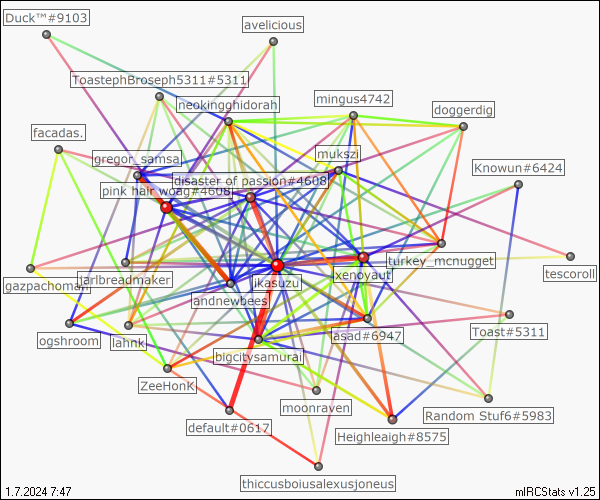 Duck™#9103
avelicious
ToastephBroseph5311#5311
neokingghidorah
mingus4742
doggerdig
facadas.
gregor_samsa.
mukszi
Knowun#6424
disaster of passion#4608
pink hair woag#4608
turkey_mcnugget
xenoyaut
tescoroll
gazpachoman
jarlbreadmaker
jkasuzu
andrewbees
ogshroom
lahnk
asad#6947
Toast#5311
bigcitysamurai
ZeeHonK
moonraven
Random Stuf6#5983
default#0617
Heighleaigh#8575
thiccusboiusalexusjoneus
1.7.2024 7:47
mIRCStats v1.25